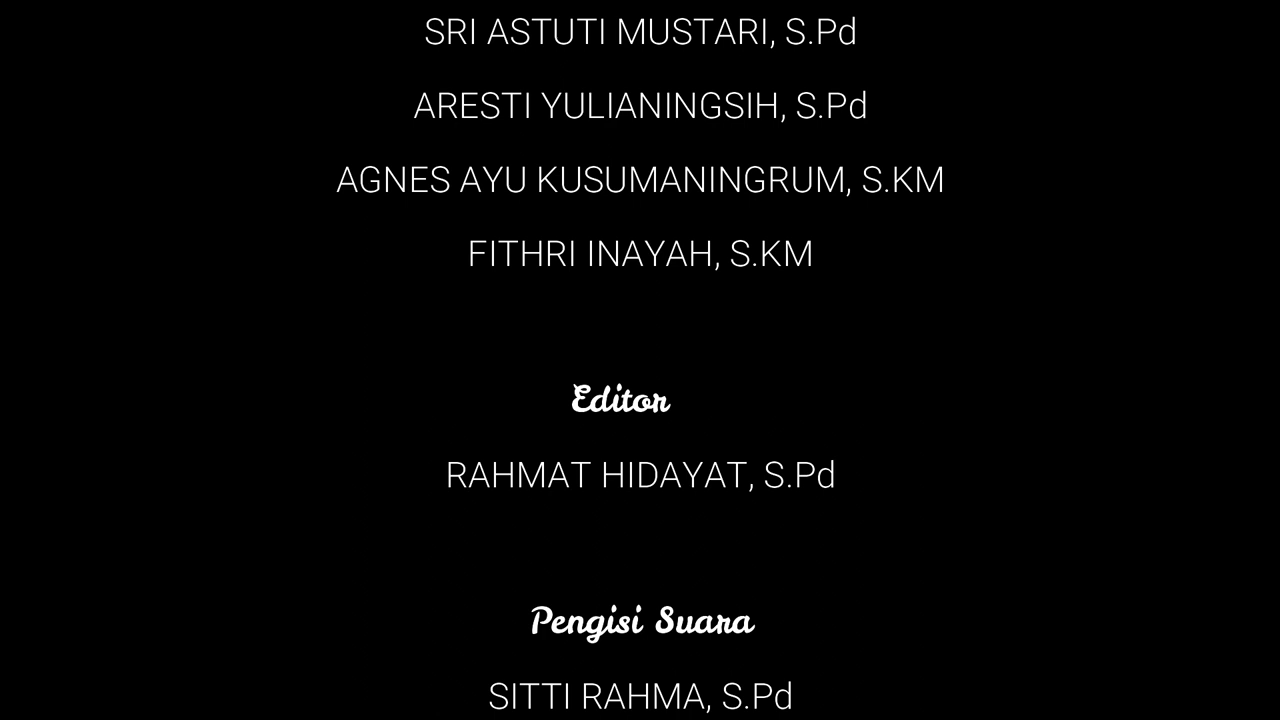 SRI ASTUTI MUSTARI, S.Pd
ARESTI YULIANINGSIH, S.Pd
AGNES AYU KUSUMANINGRUM, S.KM
FITHRI INAYAH, S.KM
Editor
RAHMAT HIDAYAT, S.Pd
Pengisi Suara
SITTI RAHMA, S.Pd